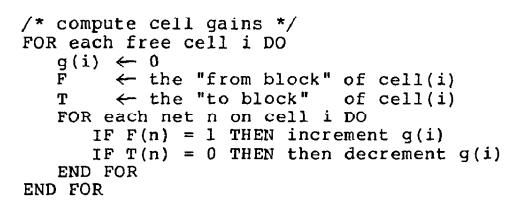 /* compute cell gains */
FOR each free cell i DO
g(i) ← 0
F ← the "from block" of cell(i)
T ← the "to block" of cell(i)
FOR each net n on cell i DO
IF F(n) = 1 THEN increment g(i)
IF T(n) = 0 THEN then decrement g(i)
END FOR
END FOR